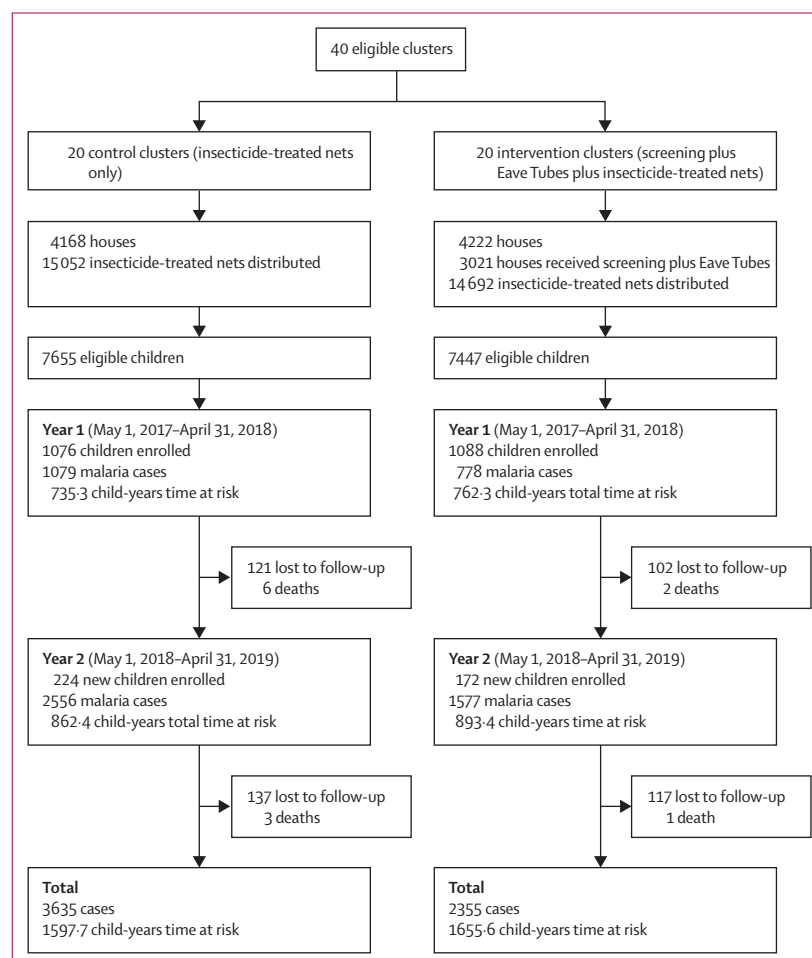 40 eligible clusters
20 control clusters (insecticide-treated nets
only)
4168 houses
15 052 insecticide-treated nets distributed
7655 eligible children
Year 1 (May 1, 2017–April 31, 2018)
1076 children enrolled
1079 malaria cases
735·3 child-years time at risk
121 lost to follow-up
6 deaths
Year 2 (May 1, 2018–April 31, 2019)
224 new children enrolled
2556 malaria cases
862·4 child-years total time at risk
137 lost to follow-up
3 deaths
Total
3635 cases
1597·7 child-years time at risk
20 intervention clusters (screening plus
Eave Tubes plus insecticide-treated nets)
4222 houses
3021 houses received screening plus Eave Tubes
14 692 insecticide-treated nets distributed
7447 eligible children
Year 1 (May 1, 2017–April 31, 2018)
1088 children enrolled
778 malaria cases
762·3 child-years total time at risk
102 lost to follow-up
2 deaths
Year 2 (May 1, 2018–April 31, 2019)
172 new children enrolled
1577 malaria cases
893·4 child-years time at risk
117 lost to follow-up
1 death
Total
2355 cases
1655·6 child-years time at risk